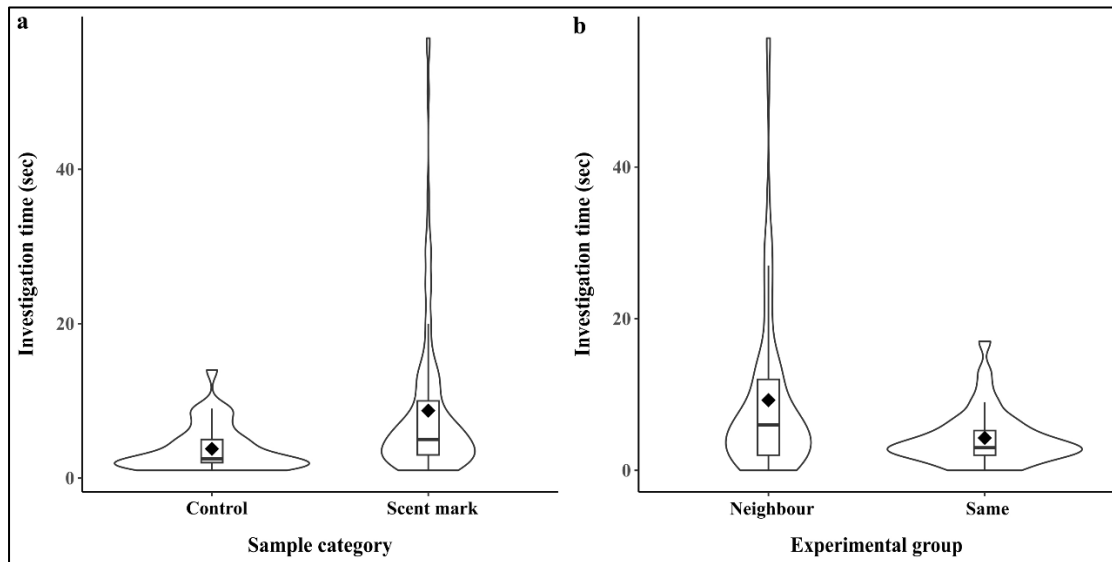 a
Investigation time (sec)
40
20
0
Control
Scent mark
Sample category
b
Investigation time (sec)
40
20
0
Neighbour
Same
Experimental group